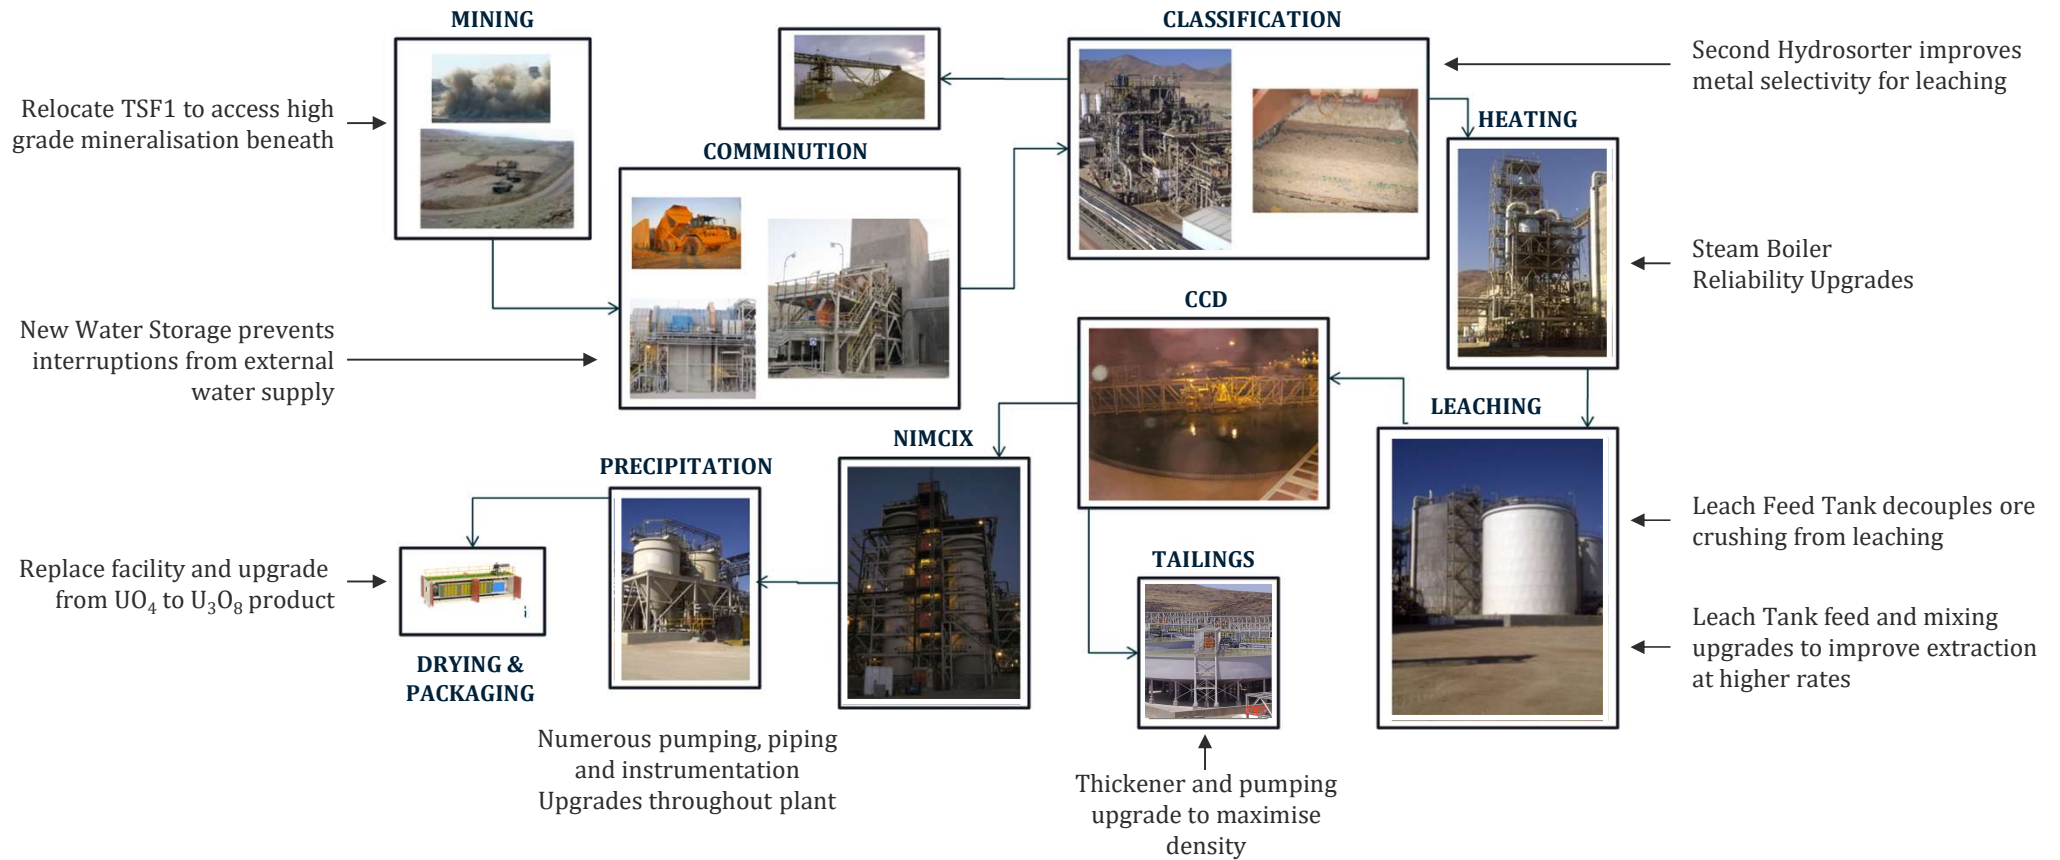 MINING
CLASSIFICATION
Second Hydrosorter improves
metal selectivity for leaching
Relocate TSF1 to access high
grade mineralisation beneath
COMMINUTION
HEATING
Steam Boiler
Reliability Upgrades
New Water Storage prevents
interruptions from external
water supply
CCD
LEACHING
NIMCIX
PRECIPITATION
Leach Feed Tank decouples ore
crushing from leaching
Replace facility and upgrade
from UO₄ to U₃O₈ product
TAILINGS
Leach Tank feed and mixing
upgrades to improve extraction
at higher rates
DRYING &
PACKAGING
Numerous pumping, piping
and instrumentation
Upgrades throughout plant
Thickener and pumping
upgrade to maximise
density